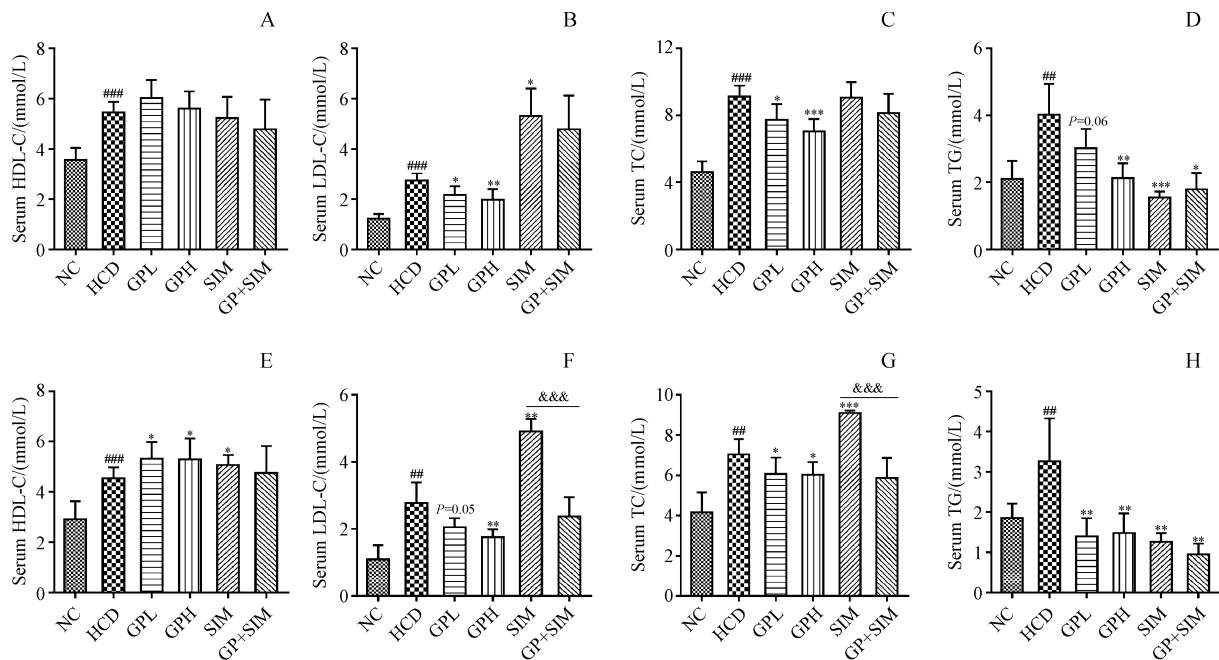 A
Serum HDL-C/(mmol/L)
8
6
4
2
0
###
NC
HCD
GPL
GPH
SIM
GP+SIM
B
Serum LDL-C/(mmol/L)
8
6
4
2
0
###
*
**
*
NC
HCD
GPL
GPH
SIM
GP+SIM
C
Serum TC/(mmol/L)
12
8
4
0
###
*
***
NC
HCD
GPL
GPH
SIM
GP+SIM
D
Serum TG/(mmol/L)
6
4
2
0
##
P=0.06
**
***
*
NC
HCD
GPL
GPH
SIM
GP+SIM
E
Serum HDL-C/(mmol/L)
8
6
4
2
0
###
*
*
*
NC
HCD
GPL
GPH
SIM
GP+SIM
F
Serum LDL-C/(mmol/L)
6
4
2
0
##
P=0.05
**
**
&&&
NC
HCD
GPL
GPH
SIM
GP+SIM
G
Serum TC/(mmol/L)
10
8
6
4
2
0
##
*
*
***
&&&
NC
HCD
GPL
GPH
SIM
GP+SIM
H
Serum TG/(mmol/L)
5
4
3
2
1
0
##
**
**
**
**
NC
HCD
GPL
GPH
SIM
GP+SIM